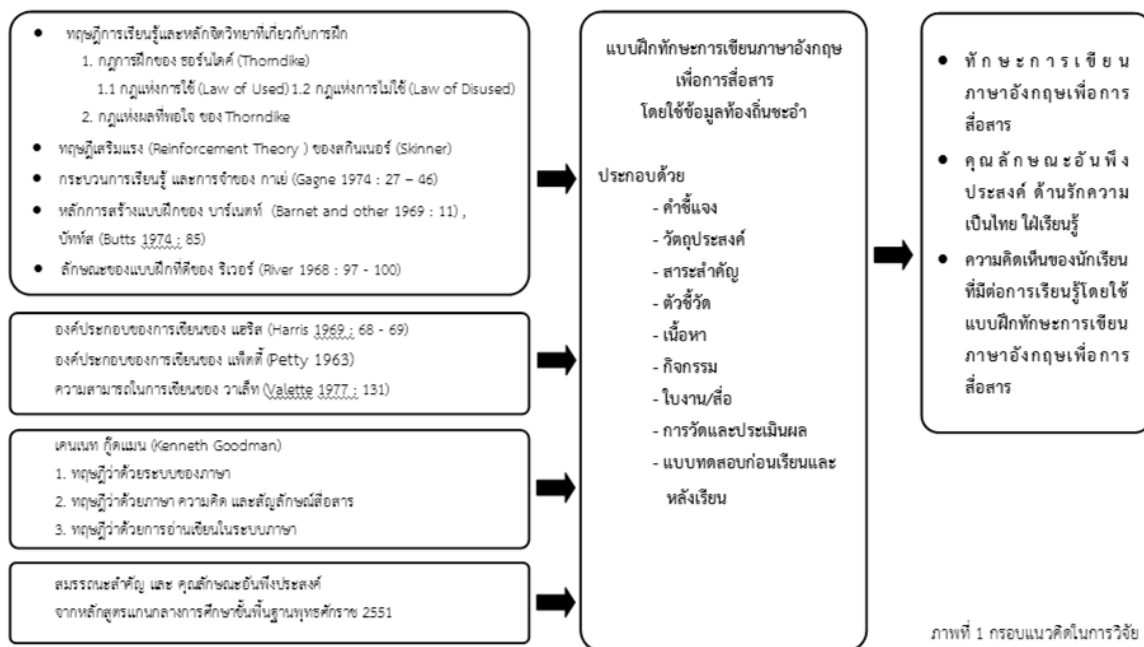 ● ทฤษฎีการเรียนรู้และหลักจิตวิทยาที่เกี่ยวกับการฝึก
1. กฎการฝึกของ ธอร์นไดค์ (Thorndike)
1.1 กฎแห่งการใช้ (Law of Used) 1.2 กฎแห่งการไม่ใช้ (Law of Disused)
2. กฎแห่งผลที่พอใจ ของ Thorndike
● ทฤษฎีเสริมแรง (Reinforcement Theory ) ของสกินเนอร์ (Skinner)
● กระบวนการเรียนรู้ และการจำของ กาเย่ (Gagne 1974 : 27 – 46)
● หลักการสร้างแบบฝึกของ บาร์เนตท์ (Barnet and other 1969 : 11) ,
บัทท์ส (Butts 1974 : 85)
● ลักษณะของแบบฝึกที่ดีของ ริเวอร์ (River 1968 : 97 - 100)
องค์ประกอบของการเขียนของ แฮริส (Harris 1969 : 68 - 69)
องค์ประกอบของการเขียนของ แพ็ตตี้ (Petty 1963)
ความสามารถในการเขียนของ วาเล็ท (Valette 1977 : 131)
เคนเนท กู๊ดแมน (Kenneth Goodman)
1. ทฤษฎีว่าด้วยระบบของภาษา
2. ทฤษฎีว่าด้วยภาษา ความคิด และสัญลักษณ์สื่อสาร
3. ทฤษฎีว่าด้วยการอ่านเขียนในระบบภาษา
สมรรถนะสำคัญ และ คุณลักษณะอันพึงประสงค์
จากหลักสูตรแกนกลางการศึกษาขั้นพื้นฐานพุทธศักราช 2551
แบบฝึกทักษะการเขียนภาษาอังกฤษ
เพื่อการสื่อสาร
โดยใช้ข้อมูลท้องถิ่นชะอำ
ประกอบด้วย
- คำชี้แจง
- วัตถุประสงค์
- สาระสำคัญ
- ตัวชี้วัด
- เนื้อหา
- กิจกรรม
- ใบงาน/สื่อ
- การวัดและประเมินผล
- แบบทดสอบก่อนเรียนและ
หลังเรียน
● ทักษะการเขียน
ภาษาอังกฤษเพื่อการ
สื่อสาร
● คุณลักษณะอันพึง
ประสงค์ ด้านรักความ
เป็นไทย ใฝ่เรียนรู้
● ความคิดเห็นของนักเรียน
ที่มีต่อการเรียนรู้โดยใช้
แบบฝึกทักษะการเขียน
ภาษาอังกฤษเพื่อการ
สื่อสาร
ภาพที่ 1 กรอบแนวคิดในการวิจัย